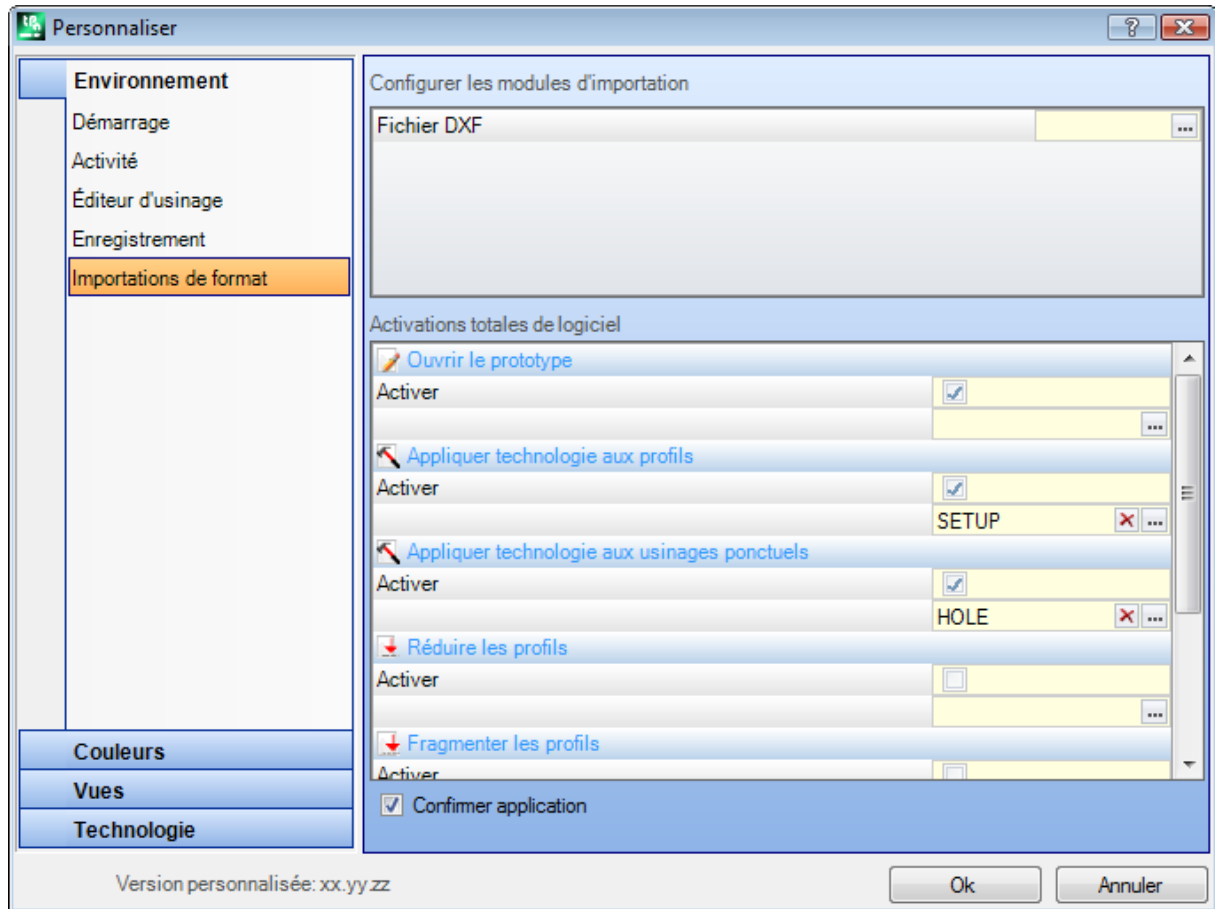 Personnaliser
Environnement
Démarrage
Activité
Éditeur d'usinage
Enregistrement
Importations de format
Couleurs
Vues
Technologie
Configurer les modules d'importation
Fichier DXF ...
Activations totales de logiciel
Ouvrir le prototype
Activer
...
Appliquer technologie aux profils
Activer
SETUP ...
Appliquer technologie aux usinages ponctuels
Activer
HOLE ...
Réduire les profils
Activer
...
Fragmenter les profils
Activer
Confirmer application
Version personnalisée: xx.yy.zz
Ok
Annuler